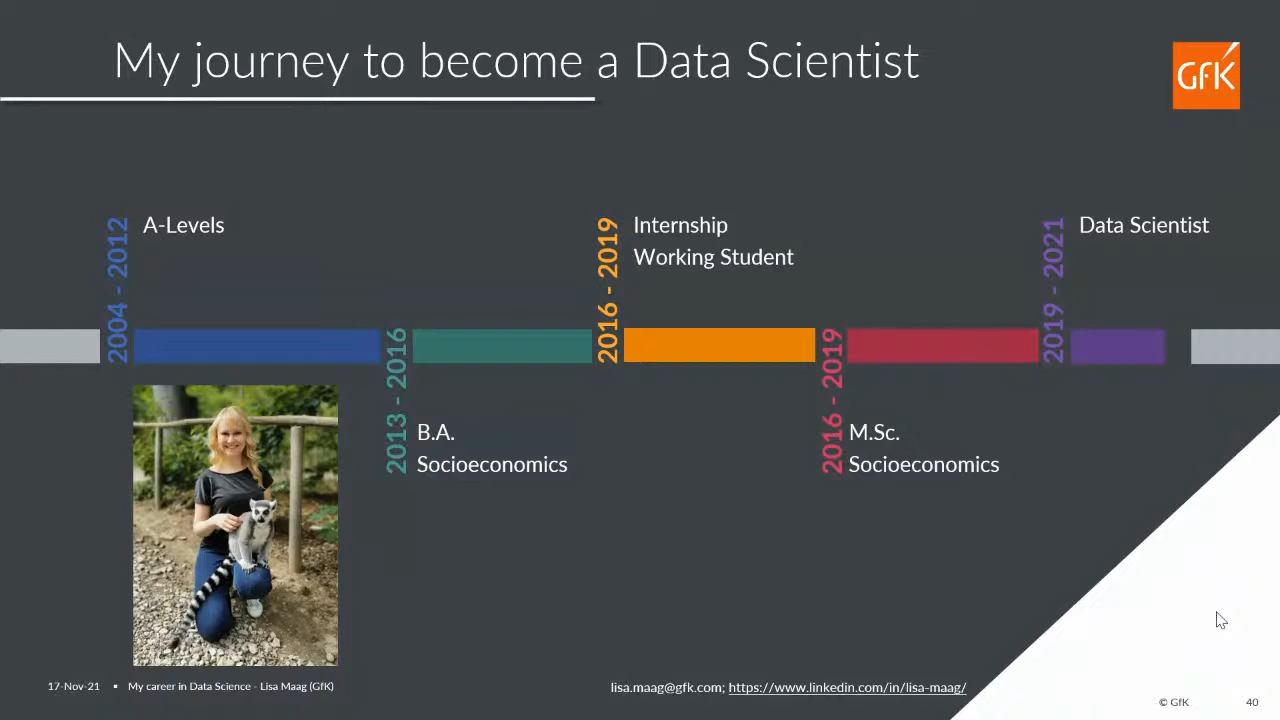 My journey to become a Data Scientist
GfK
2004 - 2012
A-Levels
2013 - 2016
B.A.
Socioeconomics
2016 - 2019
Internship
Working Student
2016 - 2019
M.Sc.
Socioeconomics
2019 - 2021
Data Scientist
17-Nov-21 ▪ My career in Data Science - Lisa Maag (GfK)
lisa.maag@gfk.com; https://www.linkedin.com/in/lisa-maag/
© GfK 40